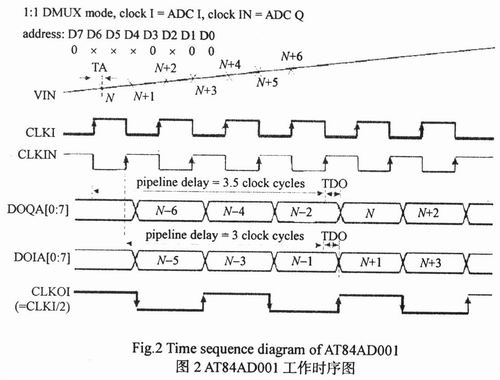 1:1 DMUX mode, clock I = ADC I, clock IN = ADC Q
address: D7 D6 D5 D4 D3 D2 D1 D0
0 × × × 0 × 0 0
TA
N
N+1
N+2
N+3
N+4
N+5
N+6
VIN
CLKI
CLKIN
pipeline delay = 3.5 clock cycles
TDO
DOQA[0:7]
N−6
N−4
N−2
N
N+2
pipeline delay = 3 clock cycles
TDO
DOIA[0:7]
N−5
N−3
N−1
N+1
N+3
CLKOI
(=CLKI/2)
Fig.2 Time sequence diagram of AT84AD001
图 2 AT84AD001 工作时序图